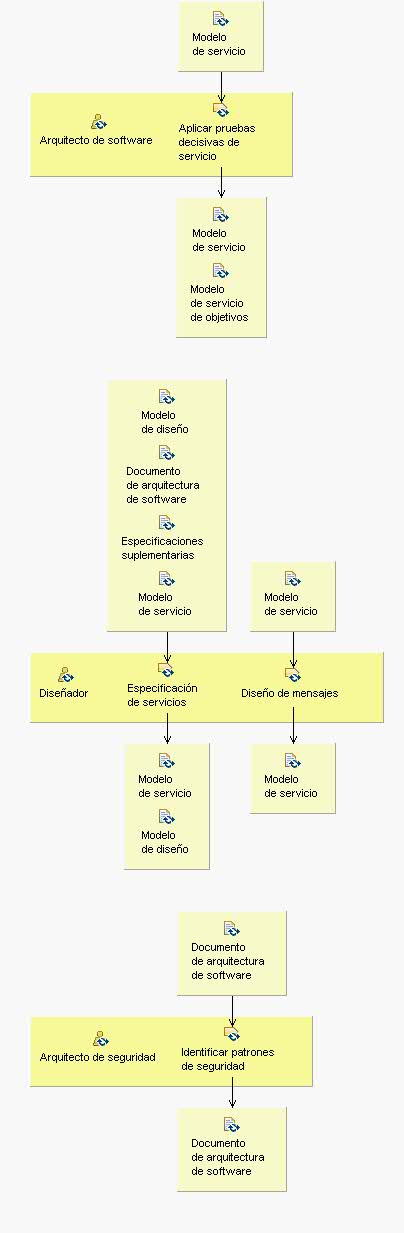 Modelo
de servicio
Arquitecto de software
Aplicar pruebas
decisivas de
servicio
Modelo
de servicio
Modelo
de servicio
de objetivos
Modelo
de diseño
Documento
de arquitectura
de software
Especificaciones
suplementarias
Modelo
de servicio
Modelo
de servicio
Diseñador
Especificación
de servicios
Diseño de mensajes
Modelo
de servicio
Modelo
de diseño
Modelo
de servicio
Documento
de arquitectura
de software
Arquitecto de seguridad
Identificar patrones
de seguridad
Documento
de arquitectura
de software